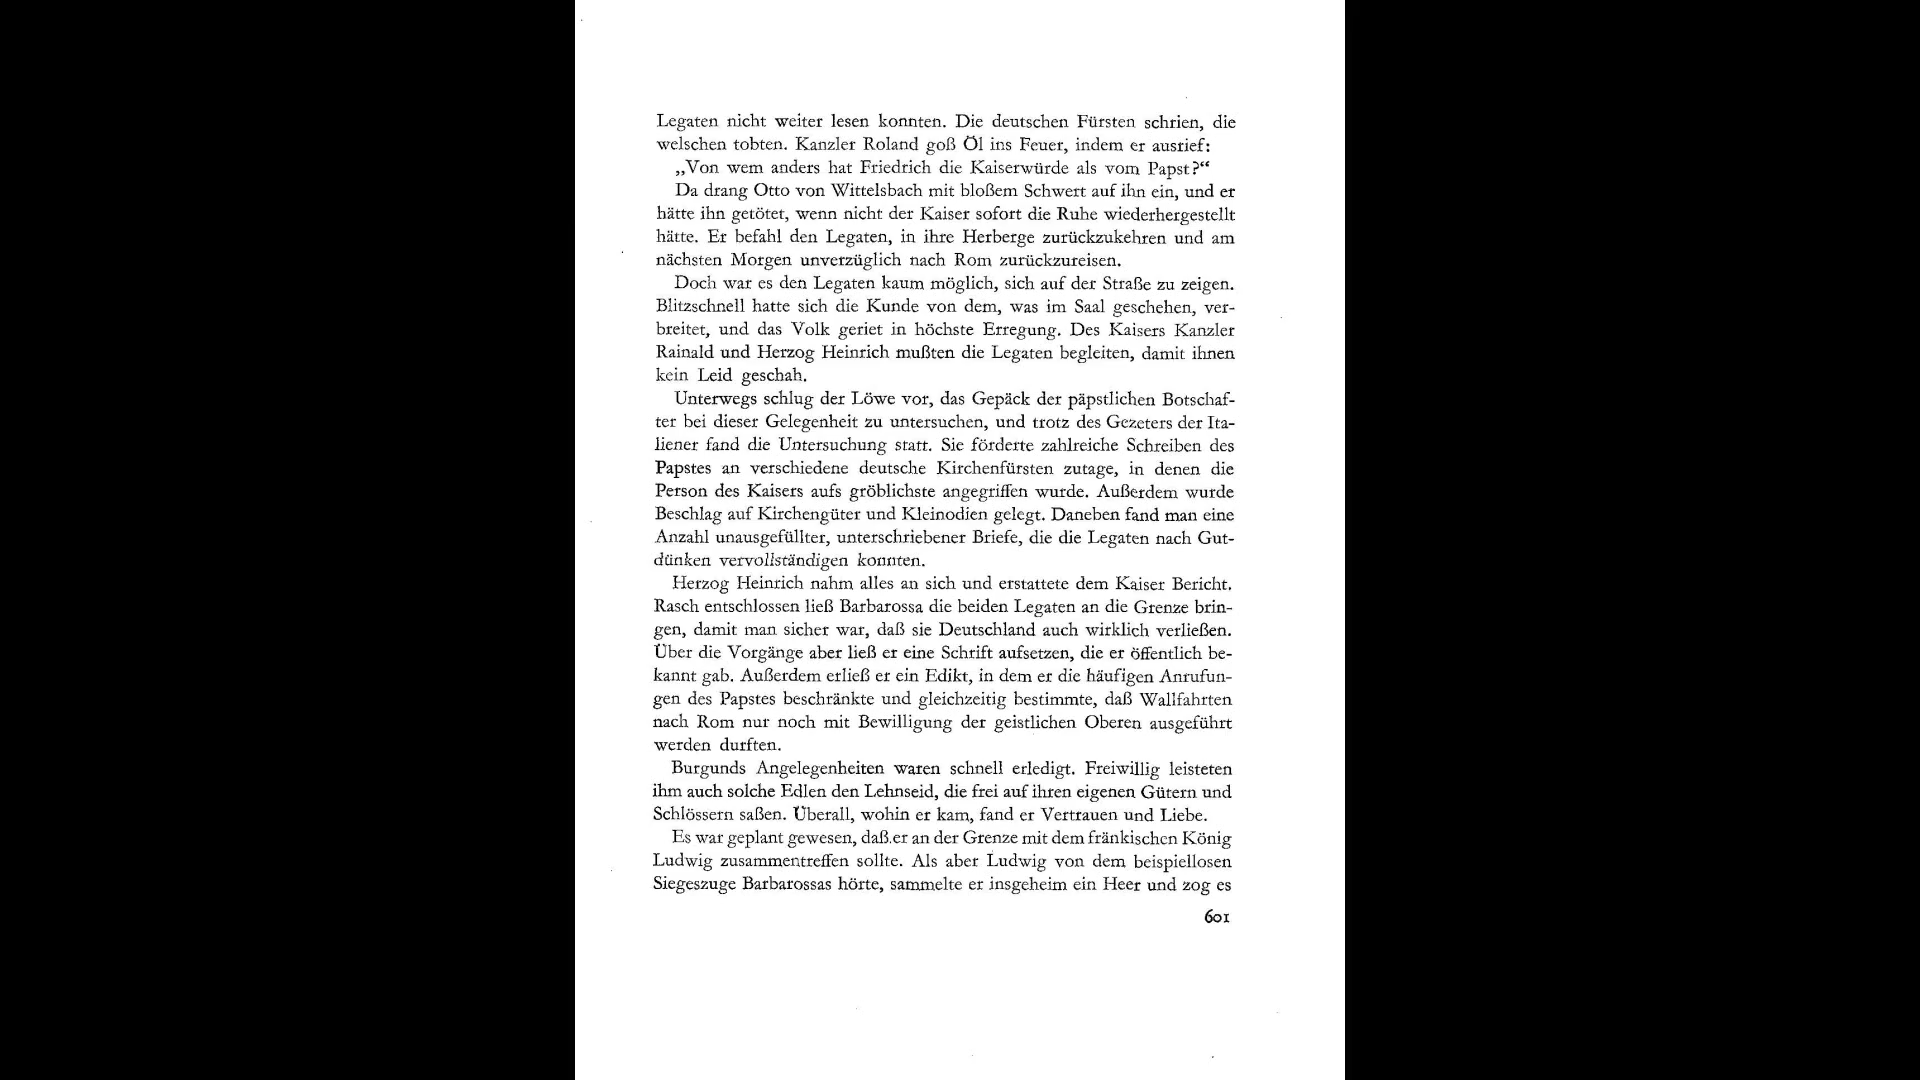 Legaten nicht weiter lesen konnten. Die deutschen Fürsten schrien, die
welschen tobten. Kanzler Roland goß Öl ins Feuer, indem er ausrief:
„Von wem anders hat Friedrich die Kaiserwürde als vom Papst?“
Da drang Otto von Wittelsbach mit bloßem Schwert auf ihn ein, und er
hätte ihn getötet, wenn nicht der Kaiser sofort die Ruhe wiederhergestellt
hätte. Er befahl den Legaten, in ihre Herberge zurückzukehren und am
nächsten Morgen unverzüglich nach Rom zurückzureisen.
Doch war es den Legaten kaum möglich, sich auf der Straße zu zeigen.
Blitzschnell hatte sich die Kunde von dem, was im Saal geschehen, ver-
breitet, und das Volk geriet in höchste Erregung. Des Kaisers Kanzler
Rainald und Herzog Heinrich mußten die Legaten begleiten, damit ihnen
kein Leid geschah.
Unterwegs schlug der Löwe vor, das Gepäck der päpstlichen Botschaf-
ter bei dieser Gelegenheit zu untersuchen, und trotz des Gezeters der Ita-
liener fand die Untersuchung statt. Sie förderte zahlreiche Schreiben des
Papstes an verschiedene deutsche Kirchenfürsten zutage, in denen die
Person des Kaisers aufs gröblichste angegriffen wurde. Außerdem wurde
Beschlag auf Kirchengüter und Kleinodien gelegt. Daneben fand man eine
Anzahl unausgefüllter, unterschriebener Briefe, die die Legaten nach Gut-
dünken vervollständigen konnten.
Herzog Heinrich nahm alles an sich und erstattete dem Kaiser Bericht.
Rasch entschlossen ließ Barbarossa die beiden Legaten an die Grenze brin-
gen, damit man sicher war, daß sie Deutschland auch wirklich verließen.
Über die Vorgänge aber ließ er eine Schrift aufsetzen, die er öffentlich be-
kannt gab. Außerdem erließ er ein Edikt, in dem er die häufigen Anrufun-
gen des Papstes beschränkte und gleichzeitig bestimmte, daß Wallfahrten
nach Rom nur noch mit Bewilligung der geistlichen Oberen ausgeführt
werden durften.
Burgunds Angelegenheiten waren schnell erledigt. Freiwillig leisteten
ihm auch solche Edlen den Lehnseid, die frei auf ihren eigenen Gütern und
Schlössern saßen. Überall, wohin er kam, fand er Vertrauen und Liebe.
Es war geplant gewesen, daß er an der Grenze mit dem fränkischen König
Ludwig zusammentreffen sollte. Als aber Ludwig von dem beispiellosen
Siegeszuge Barbarossas hörte, sammelte er insgeheim ein Heer und zog es
601